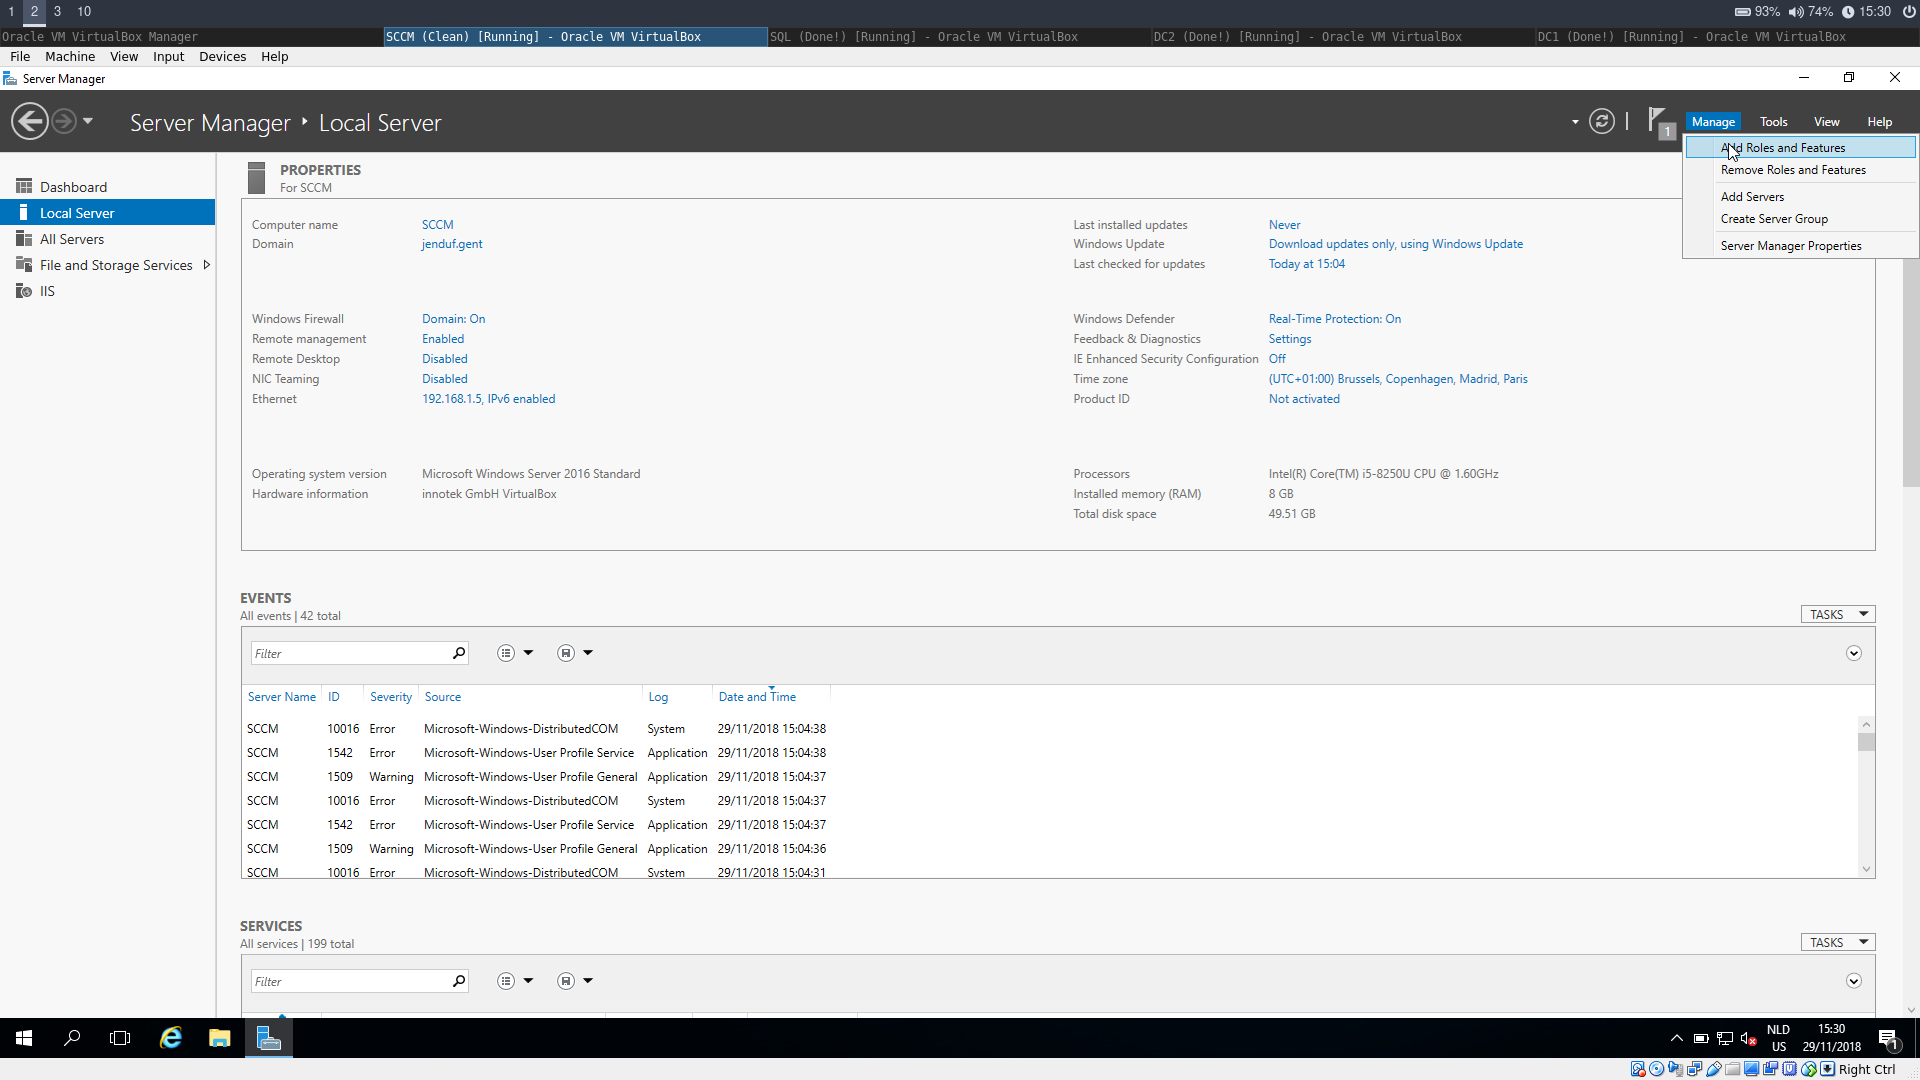 1 2 3 10
93% 74% 15:30
Oracle VM VirtualBox Manager
SCCM (Clean) [Running] - Oracle VM VirtualBox
SQL (Done!) [Running] - Oracle VM VirtualBox
DC2 (Done!) [Running] - Oracle VM VirtualBox
DC1 (Done!) [Running] - Oracle VM VirtualBox
File Machine View Input Devices Help
Server Manager
Server Manager ‣ Local Server
1
Manage Tools View Help
Add Roles and Features
Remove Roles and Features
Add Servers
Create Server Group
Server Manager Properties
Dashboard
Local Server
All Servers
File and Storage Services
IIS
PROPERTIES
For SCCM
Computer name SCCM
Domain jenduf.gent
Last installed updates Never
Windows Update Download updates only, using Windows Update
Last checked for updates Today at 15:04
Windows Firewall Domain: On
Remote management Enabled
Remote Desktop Disabled
NIC Teaming Disabled
Ethernet 192.168.1.5, IPv6 enabled
Windows Defender Real-Time Protection: On
Feedback & Diagnostics Settings
IE Enhanced Security Configuration Off
Time zone (UTC+01:00) Brussels, Copenhagen, Madrid, Paris
Product ID Not activated
Operating system version Microsoft Windows Server 2016 Standard
Hardware information innotek GmbH VirtualBox
Processors Intel(R) Core(TM) i5-8250U CPU @ 1.60GHz
Installed memory (RAM) 8 GB
Total disk space 49.51 GB
EVENTS
All events | 42 total
TASKS
Filter
Server Name ID Severity Source Log Date and Time
SCCM 10016 Error Microsoft-Windows-DistributedCOM System 29/11/2018 15:04:38
SCCM 1542 Error Microsoft-Windows-User Profile Service Application 29/11/2018 15:04:38
SCCM 1509 Warning Microsoft-Windows-User Profile General Application 29/11/2018 15:04:37
SCCM 10016 Error Microsoft-Windows-DistributedCOM System 29/11/2018 15:04:37
SCCM 1542 Error Microsoft-Windows-User Profile Service Application 29/11/2018 15:04:37
SCCM 1509 Warning Microsoft-Windows-User Profile General Application 29/11/2018 15:04:36
SCCM 10016 Error Microsoft-Windows-DistributedCOM System 29/11/2018 15:04:31
SERVICES
All services | 199 total
TASKS
Filter
NLD
US
15:30
29/11/2018
1
Right Ctrl